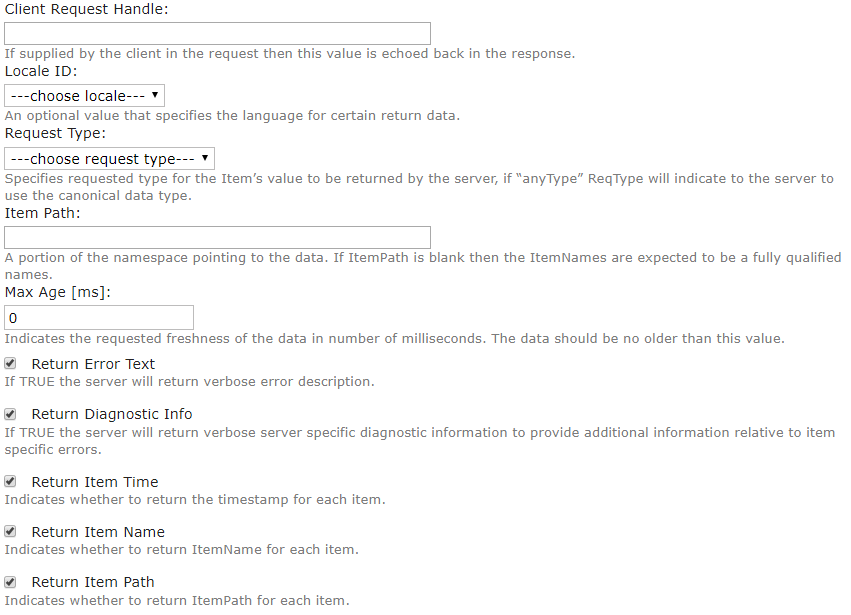 Client Request Handle:
If supplied by the client in the request then this value is echoed back in the response.
Locale ID:
---choose locale---
An optional value that specifies the language for certain return data.
Request Type:
---choose request type---
Specifies requested type for the Item’s value to be returned by the server, if “anyType” ReqType will indicate to the server to
use the canonical data type.
Item Path:
A portion of the namespace pointing to the data. If ItemPath is blank then the ItemNames are expected to be a fully qualified
names.
Max Age [ms]:
0
Indicates the requested freshness of the data in number of milliseconds. The data should be no older than this value.
Return Error Text
If TRUE the server will return verbose error description.
Return Diagnostic Info
If TRUE the server will return verbose server specific diagnostic information to provide additional information relative to item
specific errors.
Return Item Time
Indicates whether to return the timestamp for each item.
Return Item Name
Indicates whether to return ItemName for each item.
Return Item Path
Indicates whether to return ItemPath for each item.